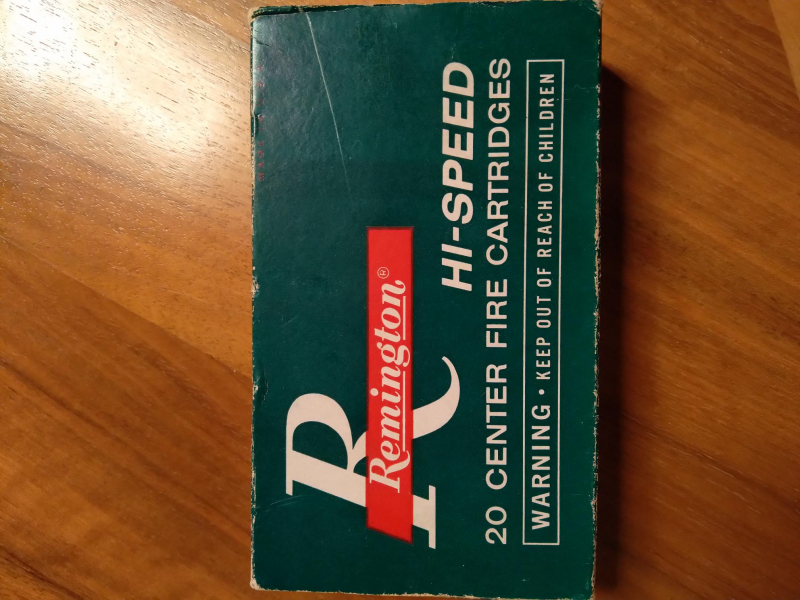 R
Remington®
HI-SPEED
20 CENTER FIRE CARTRIDGES
WARNING • KEEP OUT OF REACH OF CHILDREN